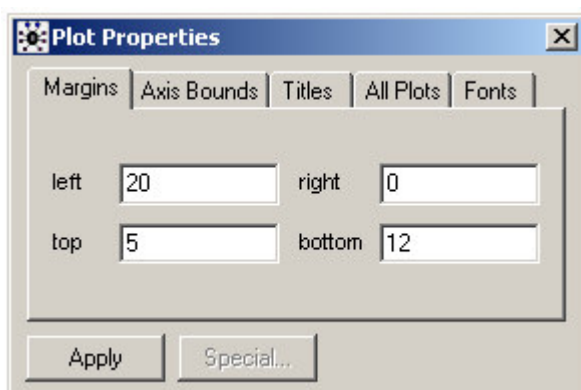 Plot Properties
Margins Axis Bounds Titles All Plots Fonts
left 20 right 0
top 5 bottom 12
Apply Special...